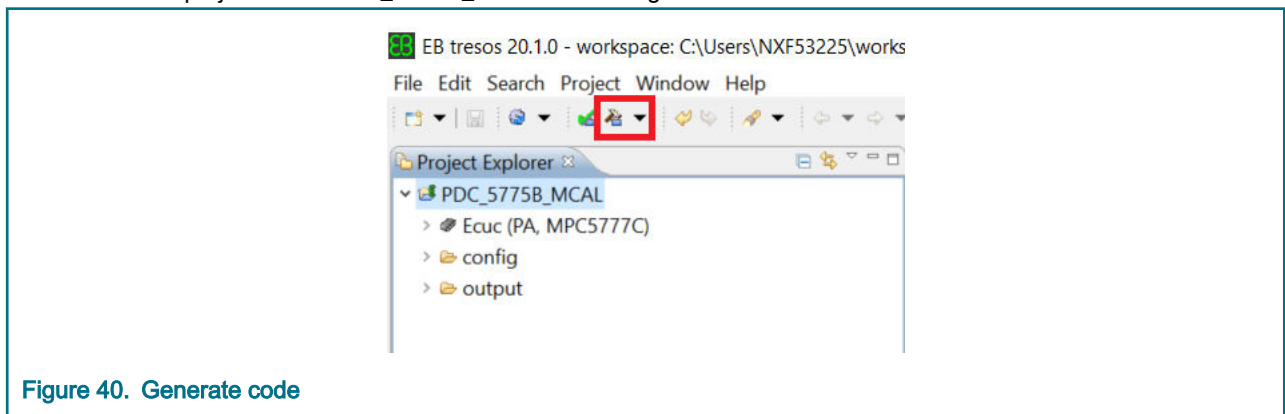 EB tresos 20.1.0 - workspace: C:\Users\NXF53225\works
File Edit Search Project Window Help
Project Explorer
PDC_5775B_MCAL
Ecuc (PA, MPC5777C)
config
output
Figure 40. Generate code